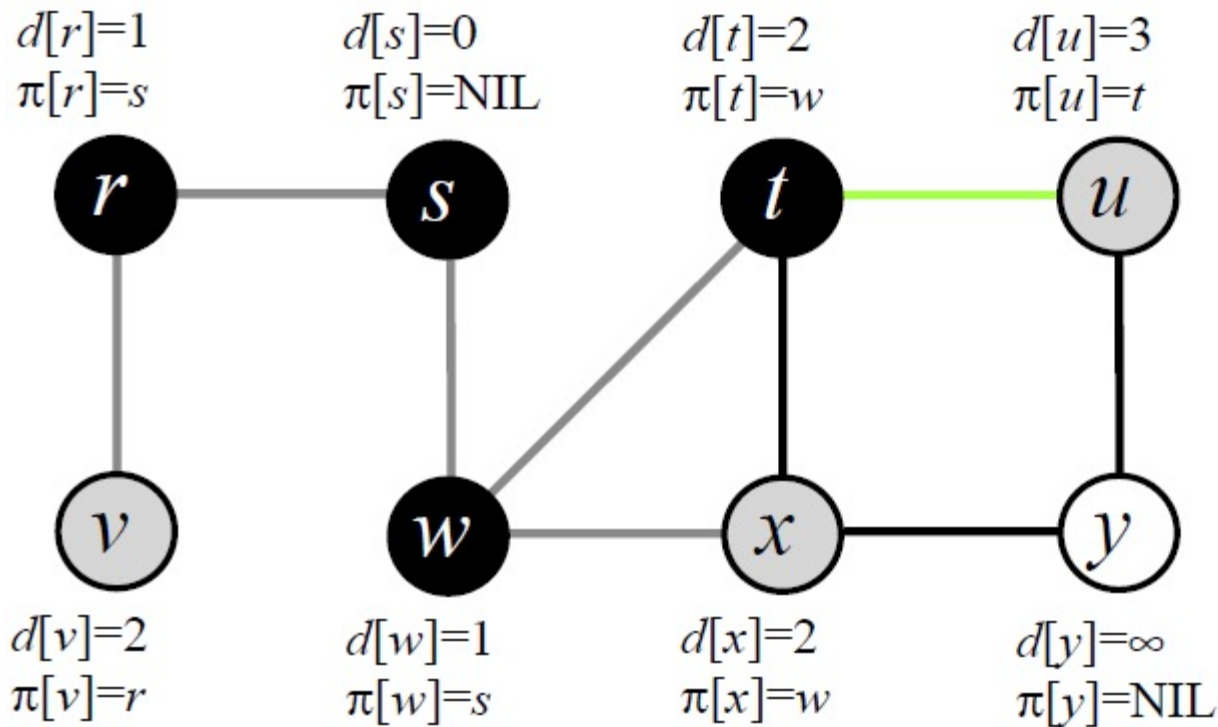 d[r]=1 d[s]=0 d[t]=2 d[u]=3
π[r]=s π[s]=NIL π[t]=w π[u]=t
r s t u
v w x y
d[v]=2 d[w]=1 d[x]=2 d[y]=∞
π[v]=r π[w]=s π[x]=w π[y]=NIL